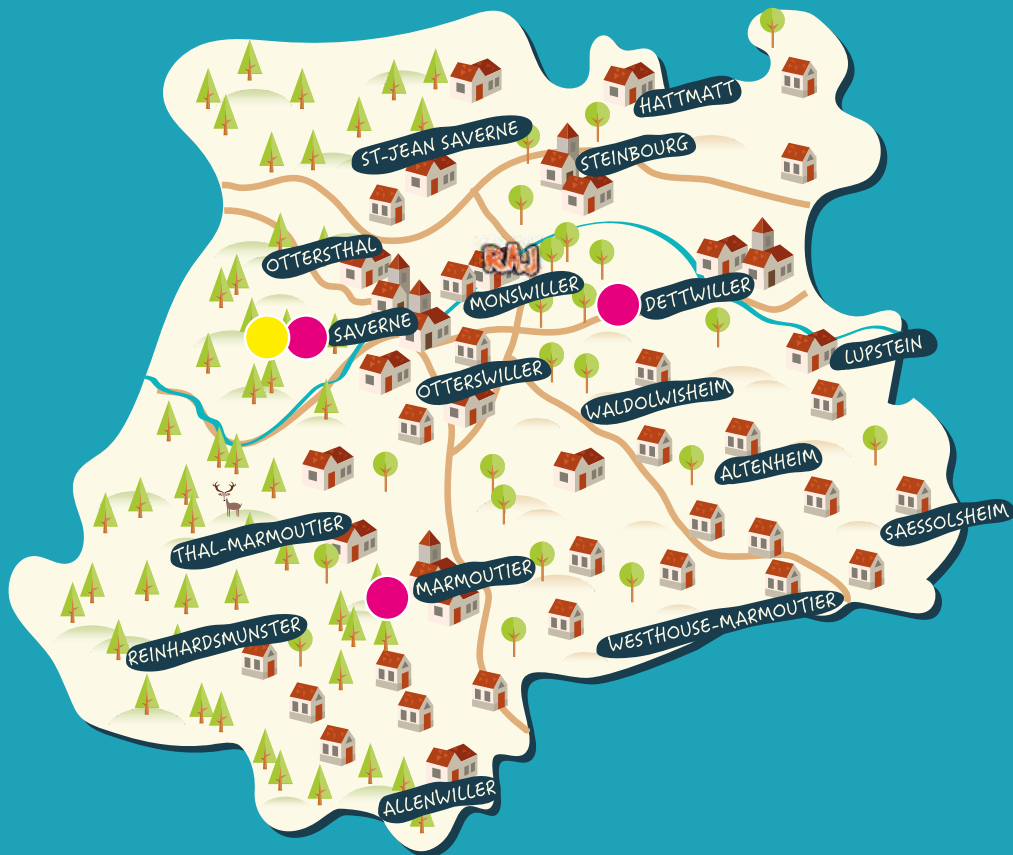 HATTMATT
ST-JEAN SAVERNE
STEINBOURG
OTTERSTHAL
RAJ
MONSWILLER
DETTWILLER
SAVERNE
LUPSTEIN
OTTERSWILLER
WALDOLWISHEIM
ALTENHEIM
SAESSOLSHEIM
THAL-MARMOUTIER
MARMOUTIER
WESTHOUSE-MARMOUTIER
REINHARDSMUNSTER
ALLENWILLER